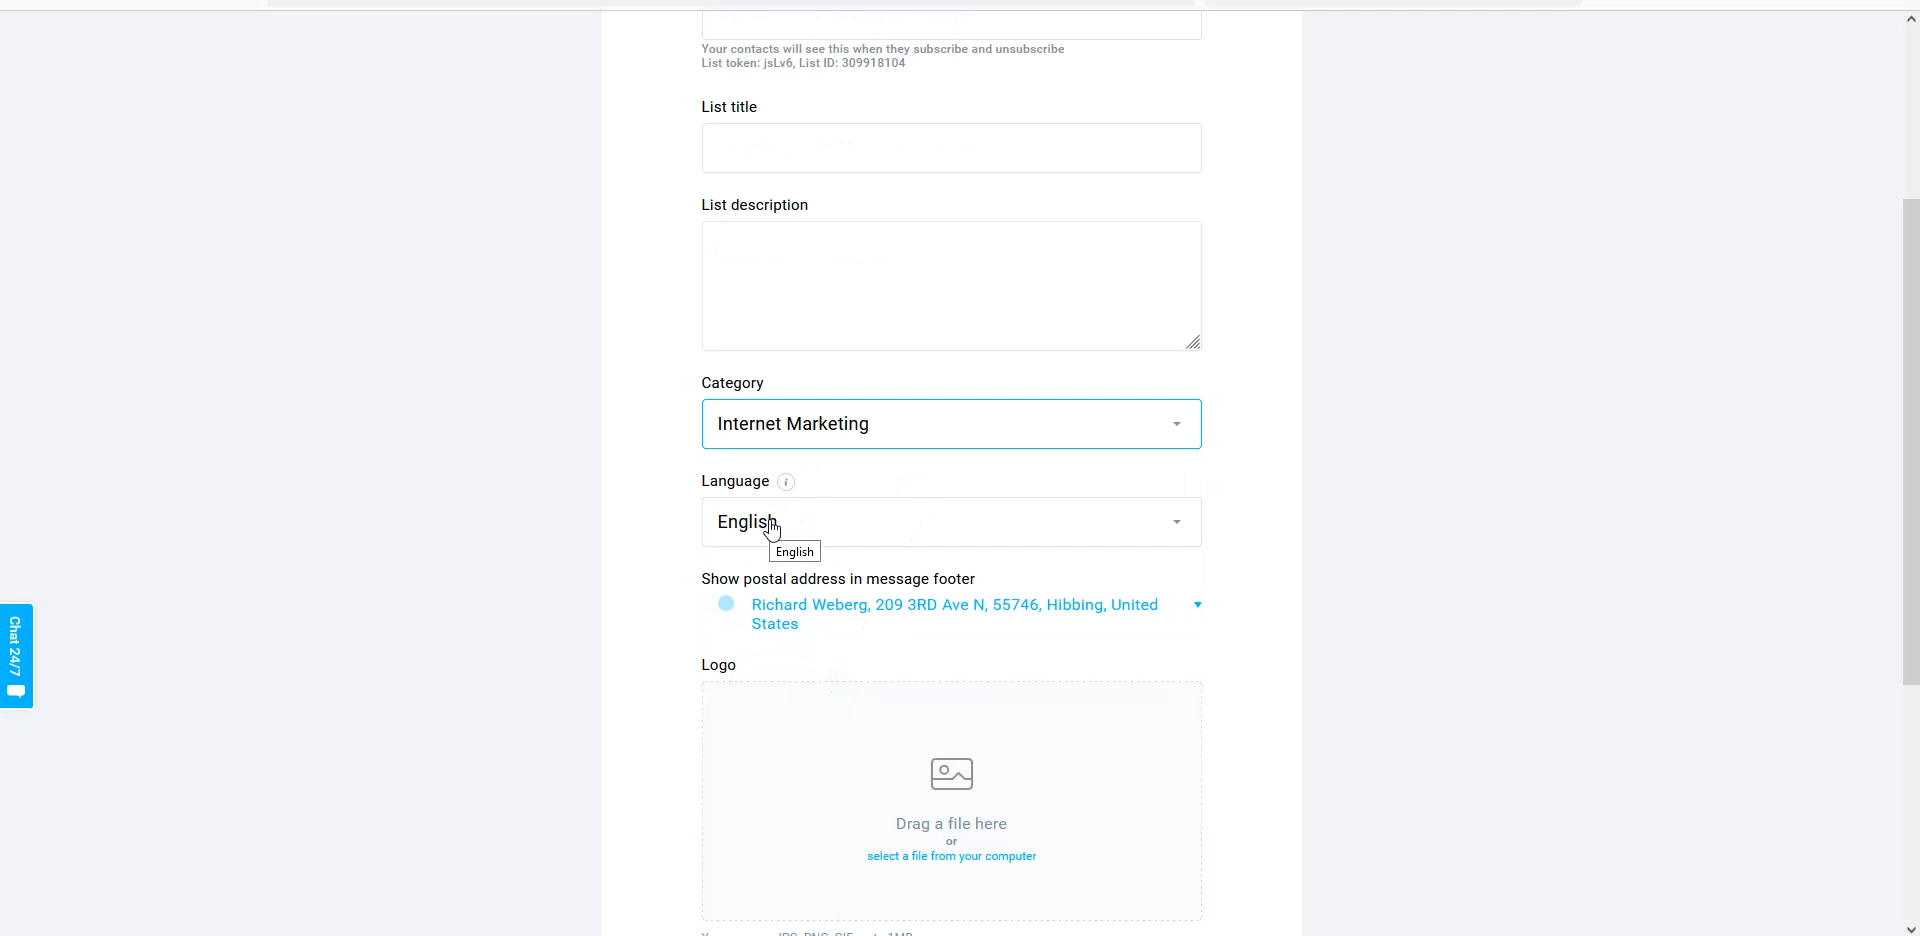 Your contacts will see this when they subscribe and unsubscribe
List token: jsLv6, List ID: 309918104
List title
List description
Category
Internet Marketing
Language i
English
English
Show postal address in message footer
Richard Weberg, 209 3RD Ave N, 55746, Hibbing, United
States
Chat 24/7
Logo
Drag a file here
or
select a file from your computer